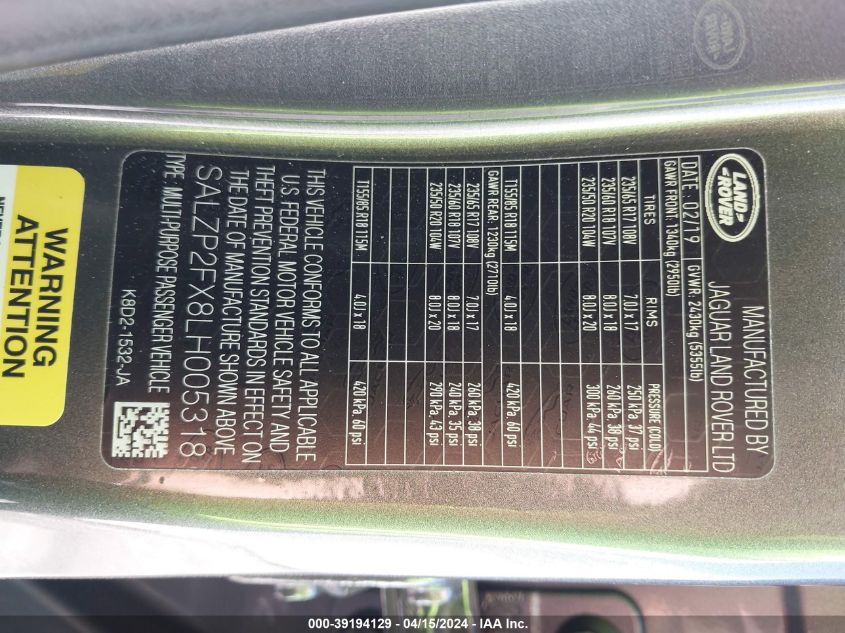 LAND-
-ROVER
MANUFACTURED BY
JAGUAR LAND ROVER LTD
DATE: 02/19 GVWR: 2430kg (5355lb)
GAWR FRONT: 1340kg (2950lb)
TIRES RIMS PRESSURE (COLD)
235/65 R17 108V 7.0J x 17 250 kPa, 37 psi
235/60 R18 107V 8.0J x 18 260 kPa, 38 psi
235/50 R20 104W 8.0J x 20 300 kPa, 44 psi
T155/85 R18 115M 4.0J x 18 420 kPa, 60 psi
GAWR REAR: 1230kg (2710lb)
235/65 R17 108V 7.0J x 17 260 kPa, 38 psi
235/60 R18 107V 8.0J x 18 240 kPa, 35 psi
235/50 R20 104W 8.0J x 20 290 kPa, 43 psi
T155/85 R18 115M 4.0J x 18 420 kPa, 60 psi
THIS VEHICLE CONFORMS TO ALL APPLICABLE
U.S. FEDERAL MOTOR VEHICLE SAFETY AND
THEFT PREVENTION STANDARDS IN EFFECT ON
THE DATE OF MANUFACTURE SHOWN ABOVE
SALZP2FX8LH005318
TYPE: MULTI-PURPOSE PASSENGER VEHICLE
K8D2-1532-JA
WARNING
ATTENTION
000-39194129 - 04/15/2024 - IAA, Inc.